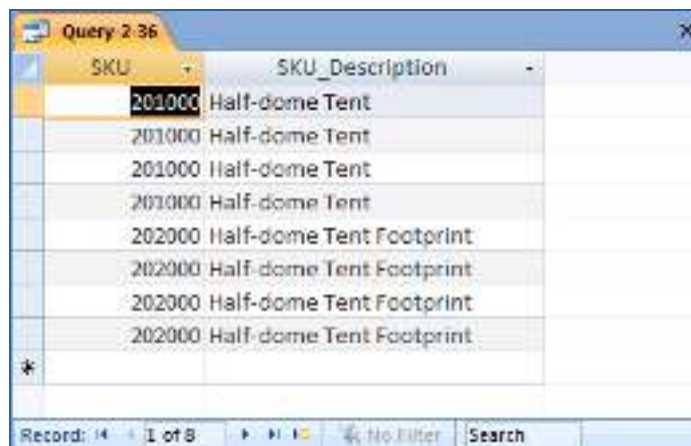 Query 2 36
SKU SKU_Description
201000 Half-dome Tent
201000 Half-dome Tent
201000 Half-dome Tent
201000 Half-dome Tent
202000 Half-dome Tent Footprint
202000 Half-dome Tent Footprint
202000 Half-dome Tent Footprint
202000 Half-dome Tent Footprint
Record: 1 of 8 No Filter Search